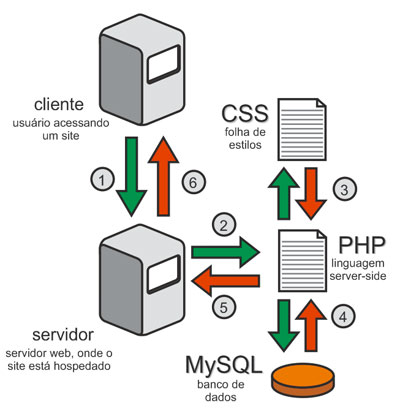 cliente
usuário acessando
um site
CSS
folha de
estilos
1
6
3
2
PHP
linguagem
server-side
5
4
servidor
servidor web, onde o
site está hospedado
MySQL
banco de
dados